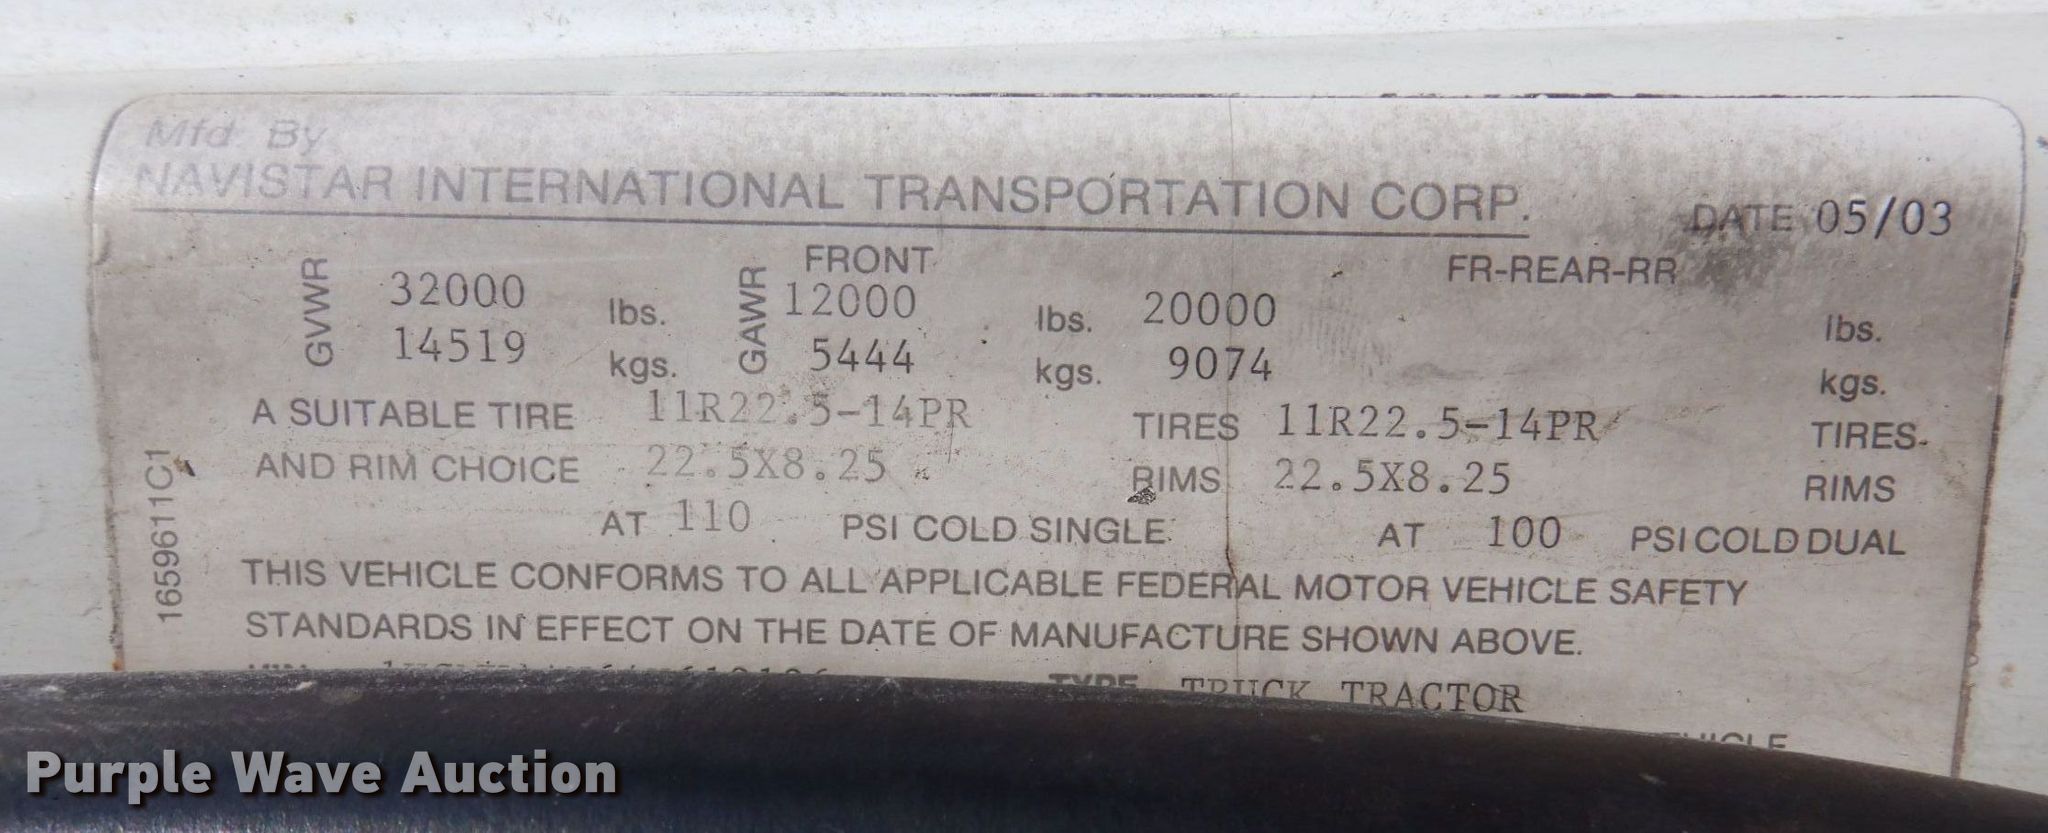 Mfd. By
NAVISTAR INTERNATIONAL TRANSPORTATION CORP. DATE 05/03
FRONT FR-REAR-RR
GVWR 32000 lbs. GAWR 12000 lbs. 20000 lbs.
14519 kgs. 5444 kgs. 9074 kgs.
A SUITABLE TIRE 11R22.5-14PR TIRES 11R22.5-14PR TIRES
AND RIM CHOICE 22.5X8.25 RIMS 22.5X8.25 RIMS
AT 110 PSI COLD SINGLE AT 100 PSI COLD DUAL
THIS VEHICLE CONFORMS TO ALL APPLICABLE FEDERAL MOTOR VEHICLE SAFETY
STANDARDS IN EFFECT ON THE DATE OF MANUFACTURE SHOWN ABOVE.
TYPE TRUCK TRACTOR
1659611C1
Purple Wave Auction